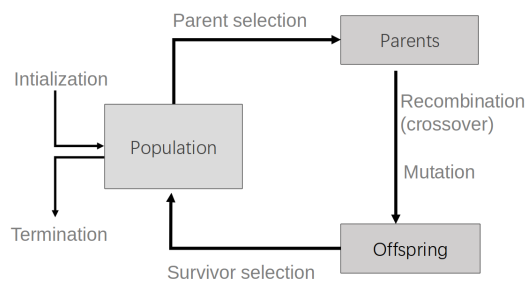 Parent selection
Parents
Intialization
Recombination
(crossover)
Population
Mutation
Termination
Offspring
Survivor selection